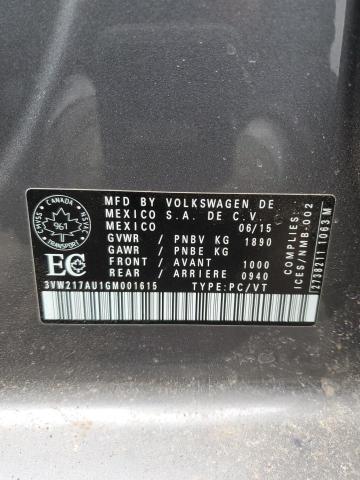 MFD BY VOLKSWAGEN DE
MEXICO S.A. DE C.V.
MEXICO 06/15
GVWR / PNBV KG 1890
GAWR / PNBE KG
FRONT / AVANT 1000
REAR / ARRIERE 0940
3VW217AU1GM001615 TYPE:PC/VT
CANADA
961
TRANSPORT
EC
COMPLIES:
ICES/NMB-002
2738211 1063 M